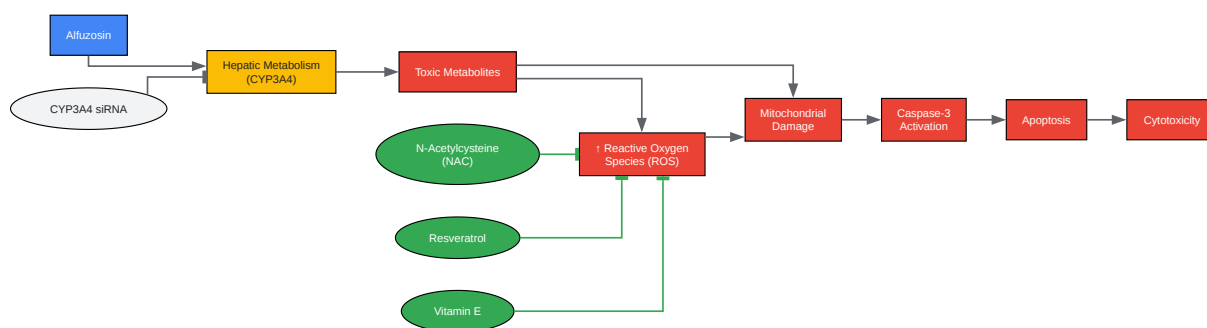 Alfuzosin
Hepatic Metabolism
(CYP3A4)
CYP3A4 siRNA
Toxic Metabolites
N-Acetylcysteine
(NAC)
↑ Reactive Oxygen
Species (ROS)
Mitochondrial
Damage
Caspase-3
Activation
Apoptosis
Cytotoxicity
Resveratrol
Vitamin E